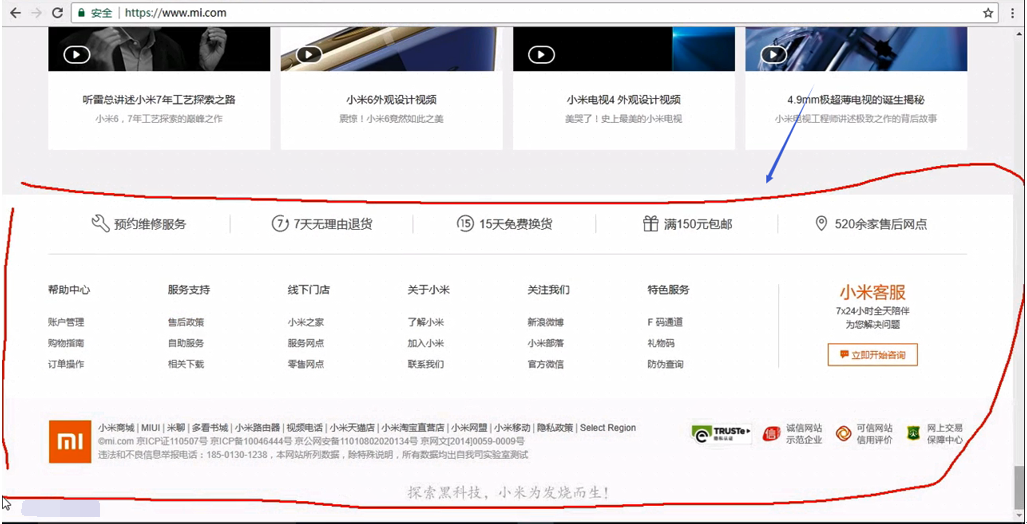 安全 | https://www.mi.com
听雷总讲述小米7年工艺探索之路 小米6外观设计视频 小米电视4 外观设计视频 4.9mm极超薄电视的诞生揭秘
小米6，7年工艺探索的巅峰之作 震惊！小米6竟然如此之美 美哭了！史上最美的小米电视 小米电视工程师讲述极致之作的背后故事
预约维修服务 7 7天无理由退货 15 15天免费换货 满150元包邮 520余家售后网点
帮助中心 服务支持 线下门店 关于小米 关注我们 特色服务 小米客服
7x24小时全天陪伴
账户管理 售后政策 小米之家 了解小米 新浪微博 F 码通道 为您解决问题
购物指南 自助服务 服务网点 加入小米 小米部落 礼物码
立即开始咨询
订单操作 相关下载 零售网点 联系我们 官方微信 防伪查询
mi 小米商城 | MIUI | 米聊 | 多看书城 | 小米路由器 | 视频电话 | 小米天猫店 | 小米淘宝直营店 | 小米网盟 | 小米移动 | 隐私政策 | Select Region
©mi.com 京ICP证110507号 京ICP备10046444号 京公网安备11010802020134号 京网文[2014]0059-0009号
违法和不良信息举报电话：185-0130-1238，本网站所列数据，除特殊说明，所有数据均出自我司实验室测试
TRUSTe 诚信网站 可信网站 网上交易
信 示范企业 信用评价 保障中心
探索黑科技，小米为发烧而生！